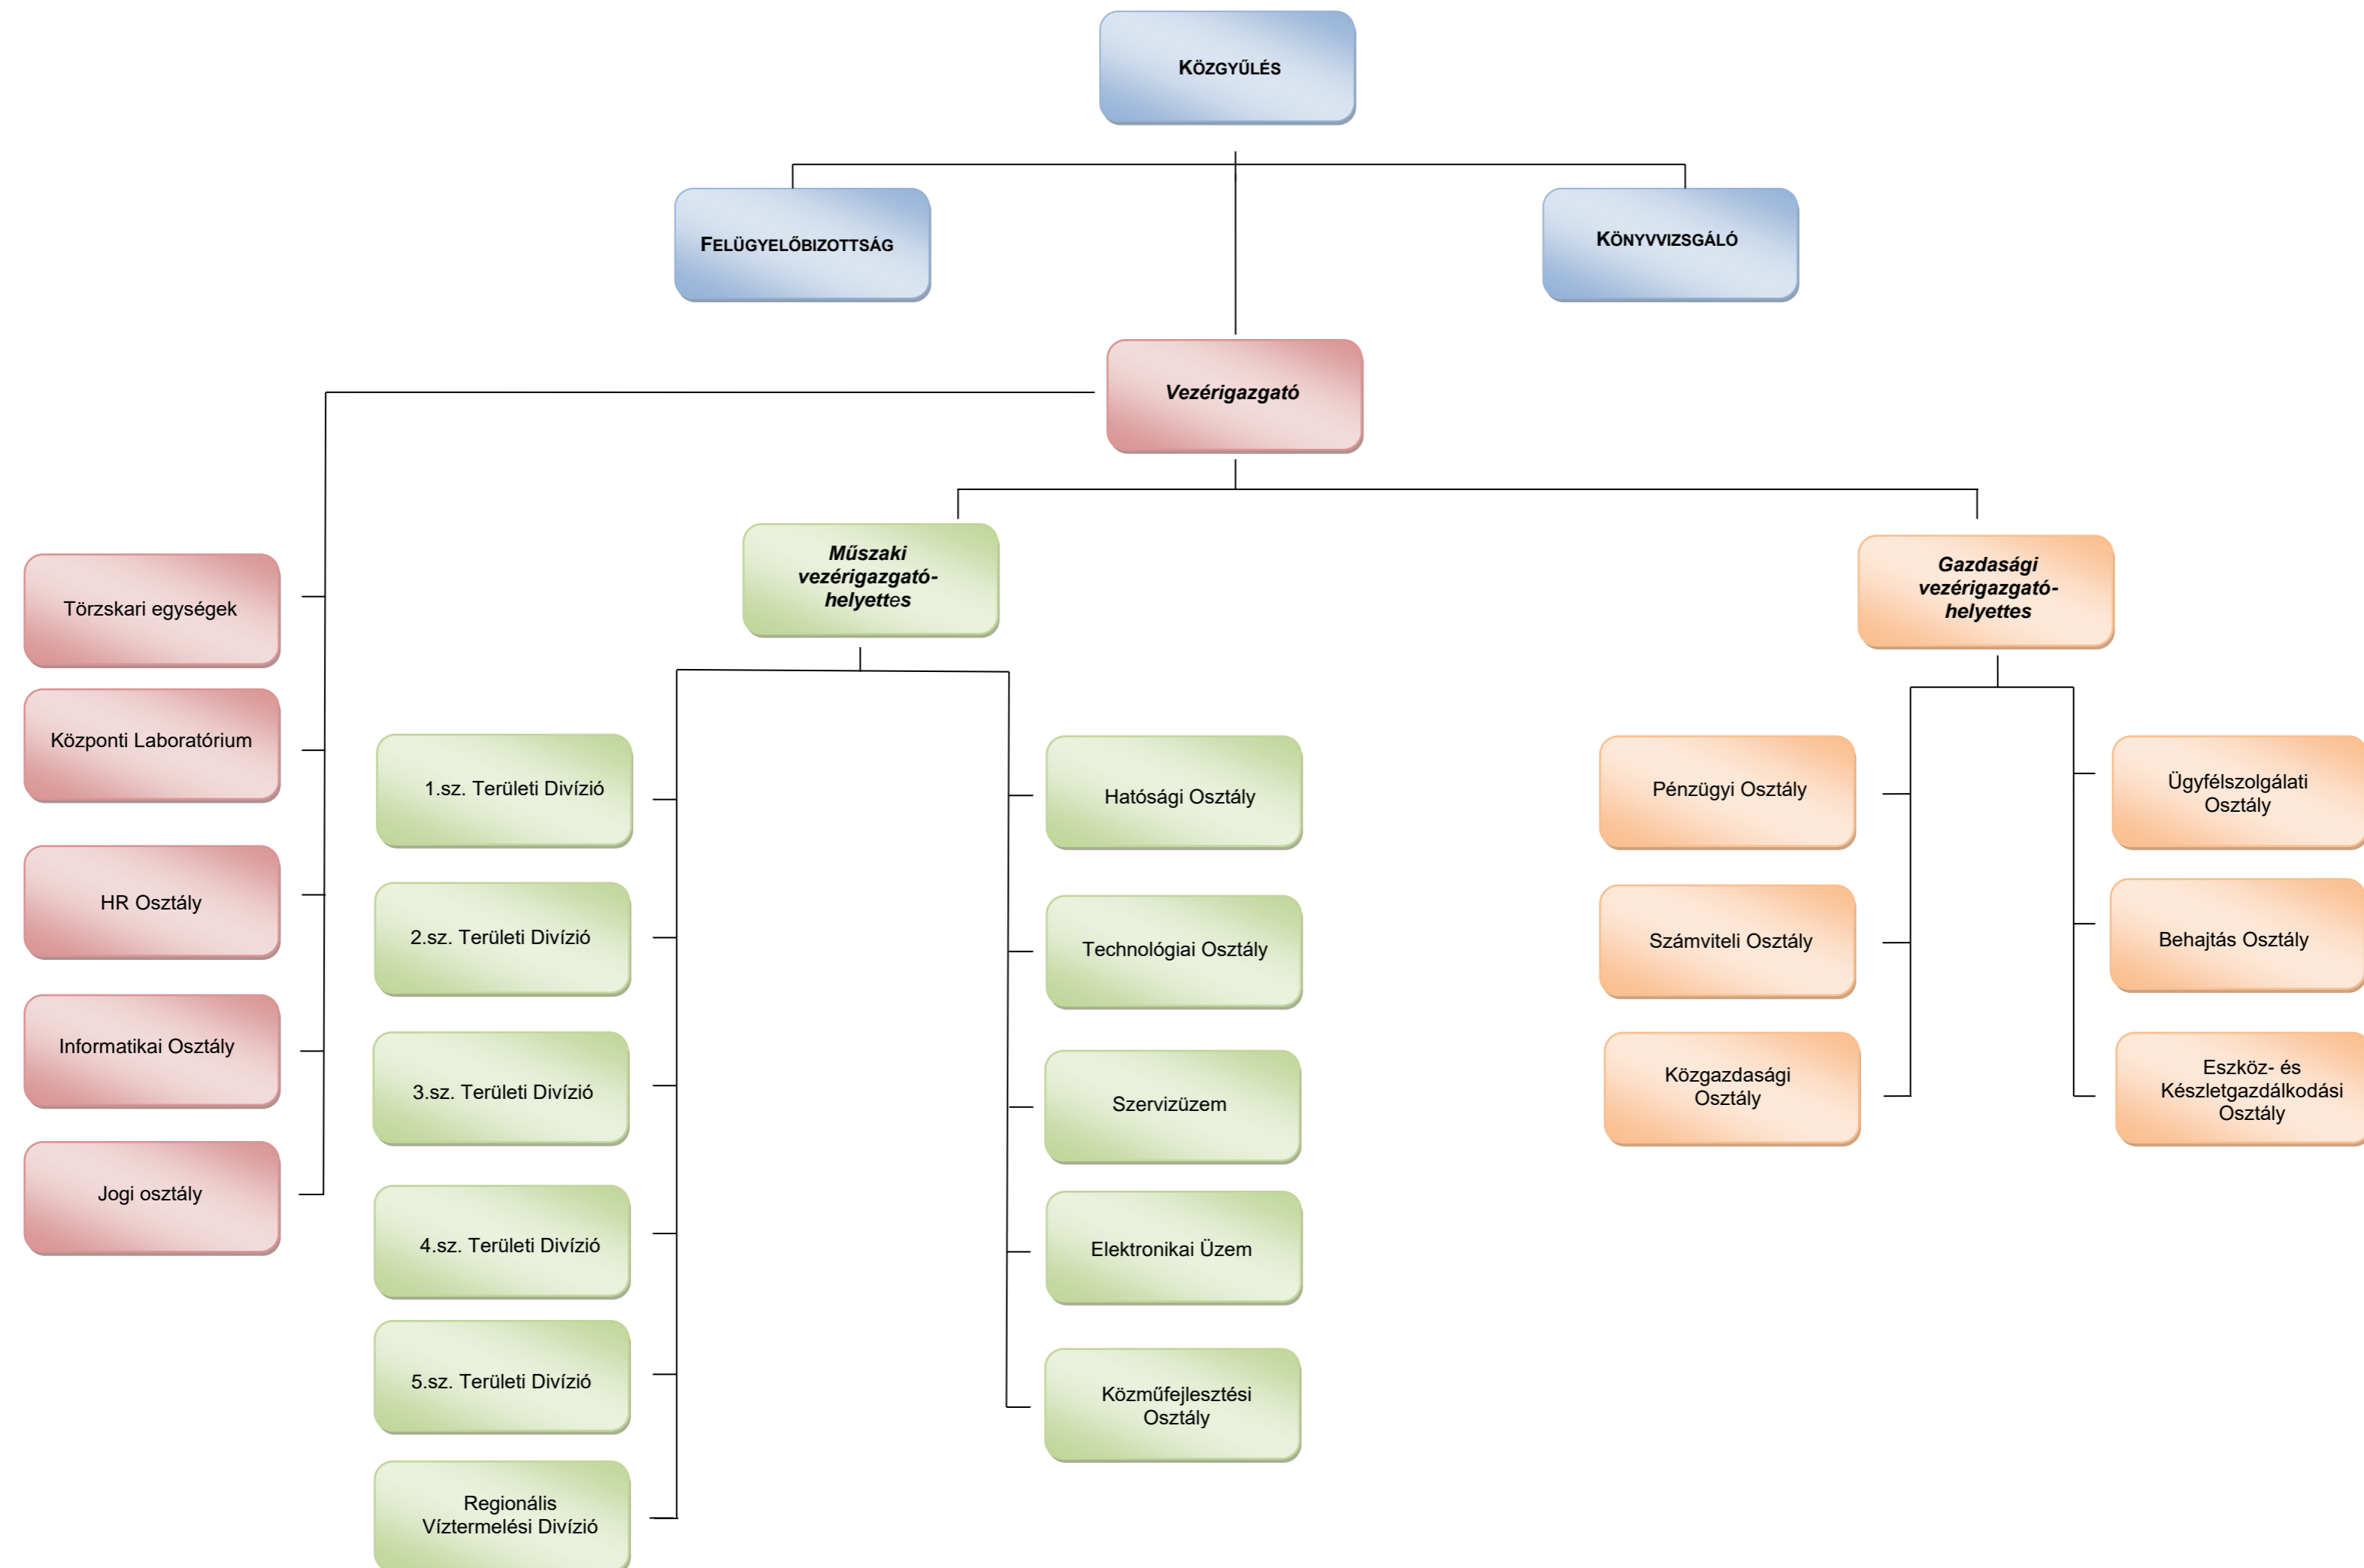 KÖZGYŰLÉS
FELÜGYELŐBIZOTTSÁG
KÖNYVVIZSGÁLÓ
Vezérigazgató
Műszaki
vezérigazgató-
helyettes
Gazdasági
vezérigazgató-
helyettes
Törzskari egységek
Központi Laboratórium
HR Osztály
Informatikai Osztály
Jogi osztály
1.sz. Területi Divízió
2.sz. Területi Divízió
3.sz. Területi Divízió
4.sz. Területi Divízió
5.sz. Területi Divízió
Regionális
Víztermelési Divízió
Hatósági Osztály
Technológiai Osztály
Szervizüzem
Elektronikai Üzem
Közműfejlesztési
Osztály
Pénzügyi Osztály
Számviteli Osztály
Közgazdasági
Osztály
Ügyfélszolgálati
Osztály
Behajtás Osztály
Eszköz- és
Készletgazdálkodási
Osztály